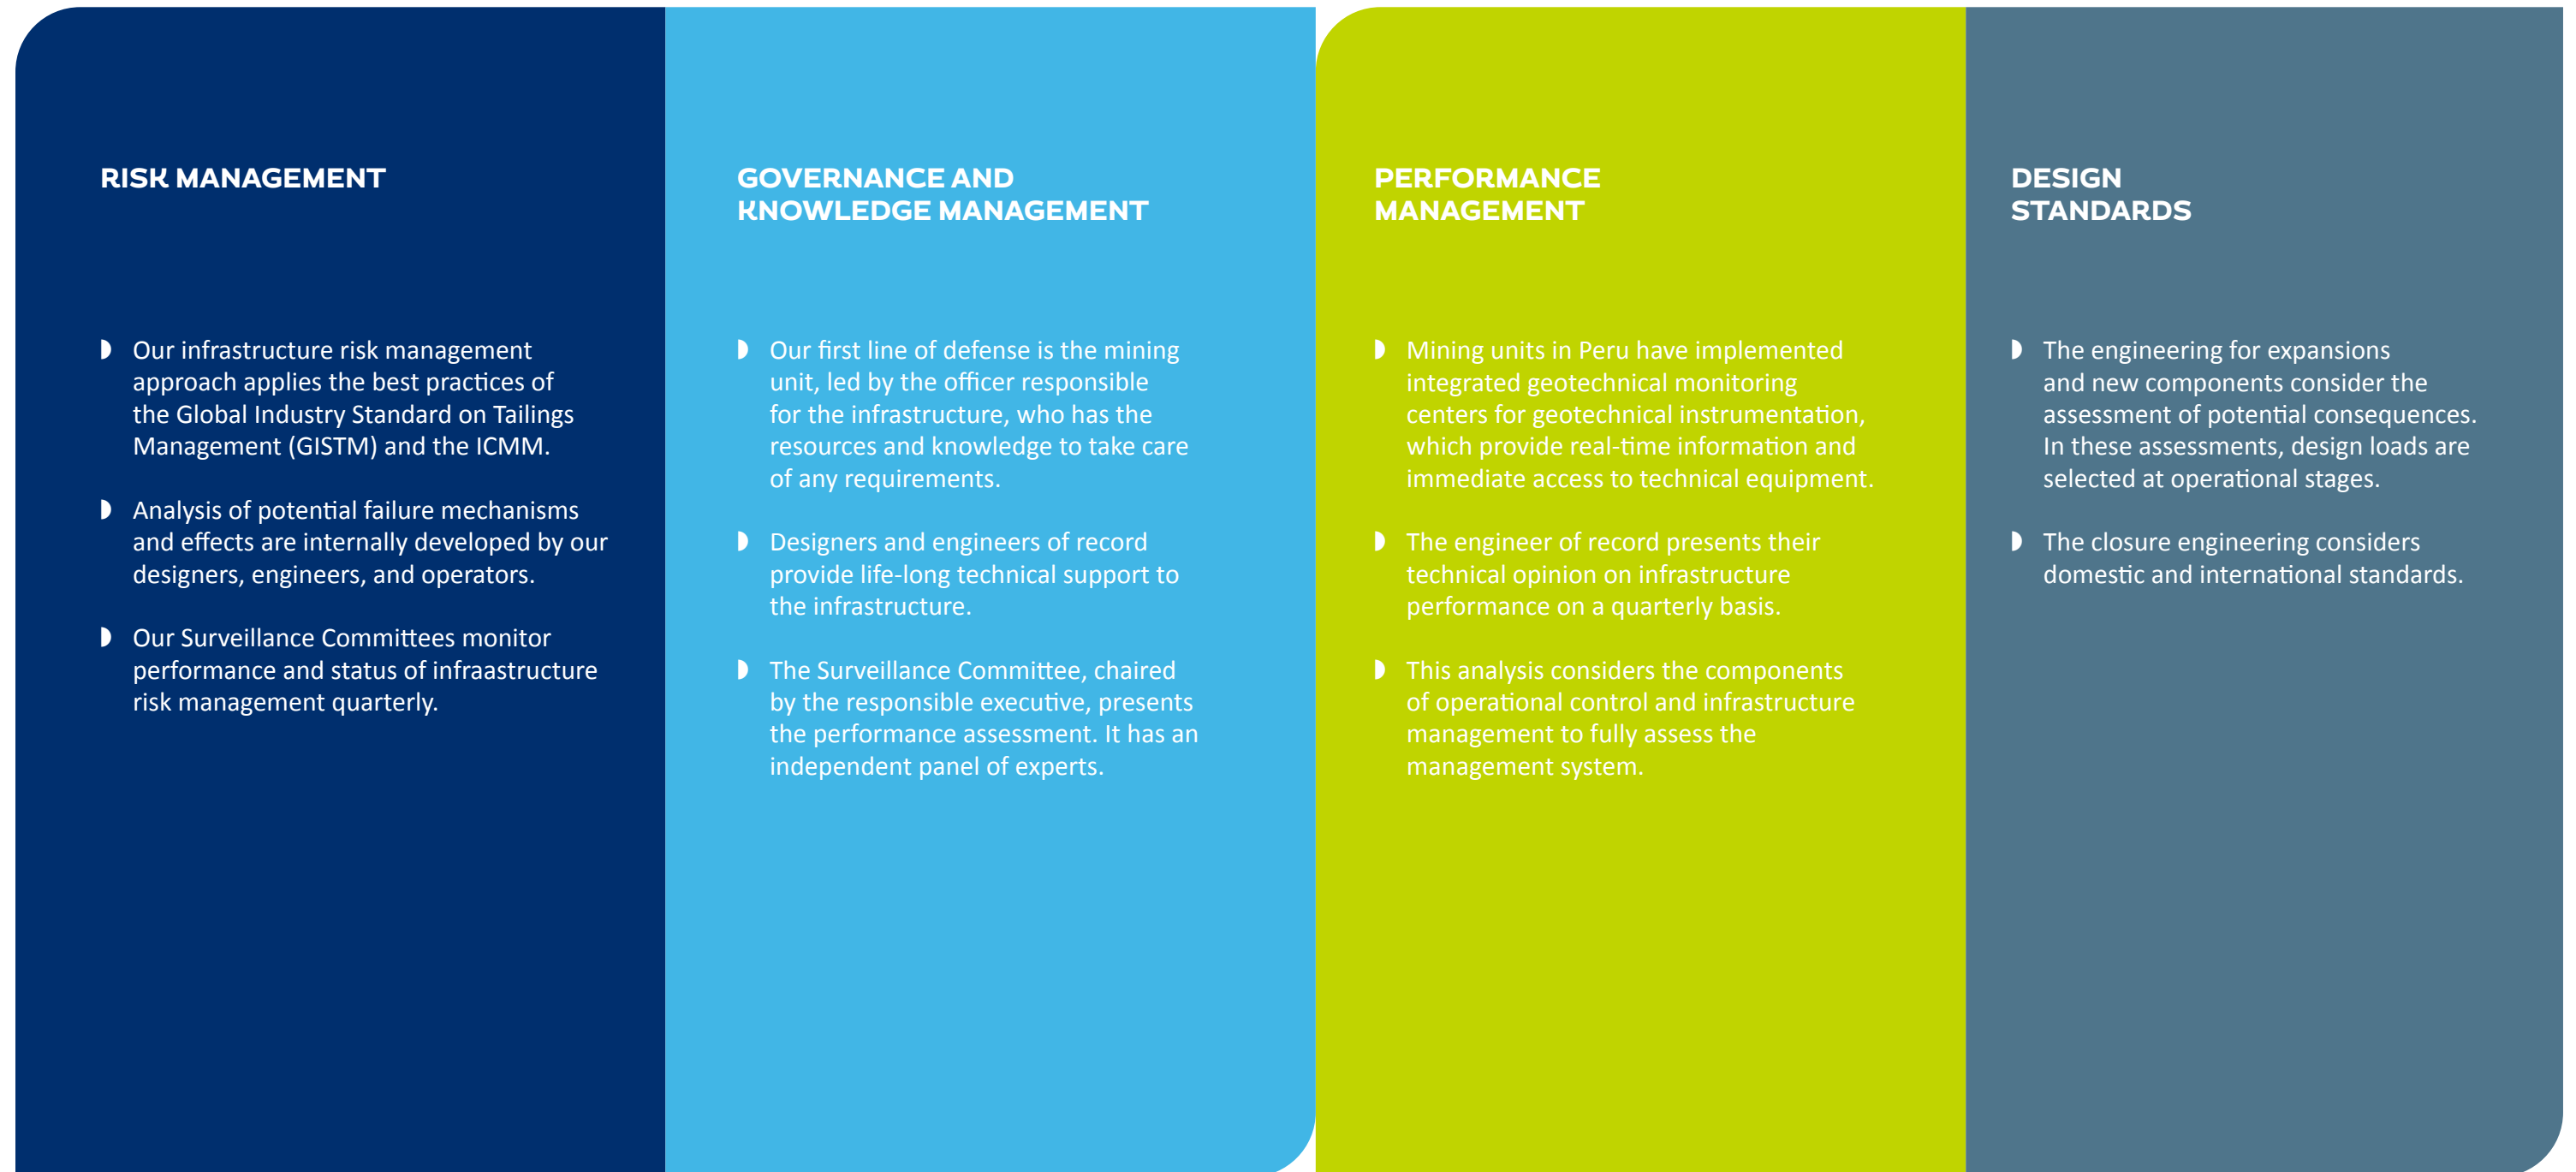 RISK MANAGEMENT
◗ Our infrastructure risk management
approach applies the best practices of
the Global Industry Standard on Tailings
Management (GISTM) and the ICMM.
◗ Analysis of potential failure mechanisms
and effects are internally developed by our
designers, engineers, and operators.
◗ Our Surveillance Committees monitor
performance and status of infraastructure
risk management quarterly.
GOVERNANCE AND
KNOWLEDGE MANAGEMENT
◗ Our first line of defense is the mining
unit, led by the officer responsible
for the infrastructure, who has the
resources and knowledge to take care
of any requirements.
◗ Designers and engineers of record
provide life-long technical support to
the infrastructure.
◗ The Surveillance Committee, chaired
by the responsible executive, presents
the performance assessment. It has an
independent panel of experts.
PERFORMANCE
MANAGEMENT
◗ Mining units in Peru have implemented
integrated geotechnical monitoring
centers for geotechnical instrumentation,
which provide real-time information and
immediate access to technical equipment.
◗ The engineer of record presents their
technical opinion on infrastructure
performance on a quarterly basis.
◗ This analysis considers the components
of operational control and infrastructure
management to fully assess the
management system.
DESIGN
STANDARDS
◗ The engineering for expansions
and new components consider the
assessment of potential consequences.
In these assessments, design loads are
selected at operational stages.
◗ The closure engineering considers
domestic and international standards.